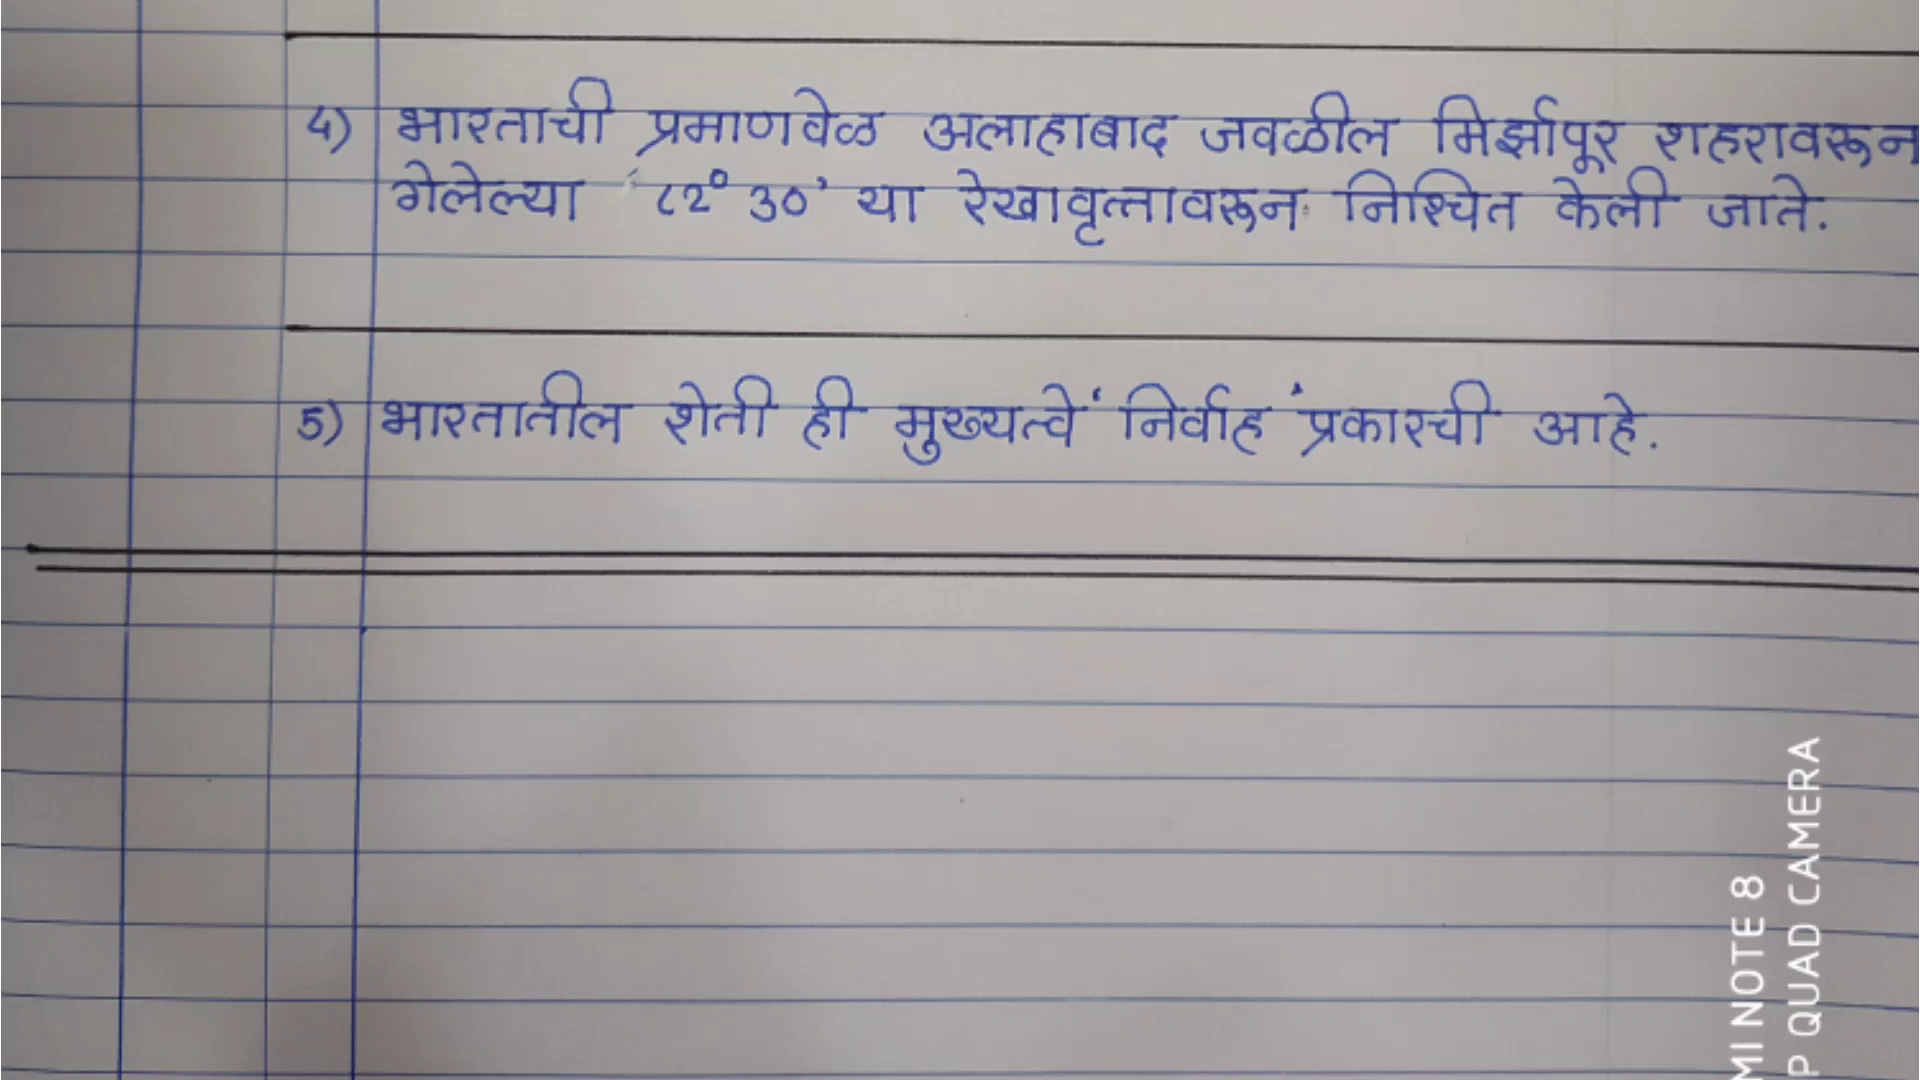 4) भारताची प्रमाणवेळ अलाहाबाद जवळील मिर्झापूर शहरावरून
गेलेल्या '८२° ३०' या रेखावृत्तावरून निश्चित केली जाते.
5) भारतातील शेती ही मुख्यत्वे 'निर्वाह' प्रकारची आहे.
MI NOTE 8
P QUAD CAMERA